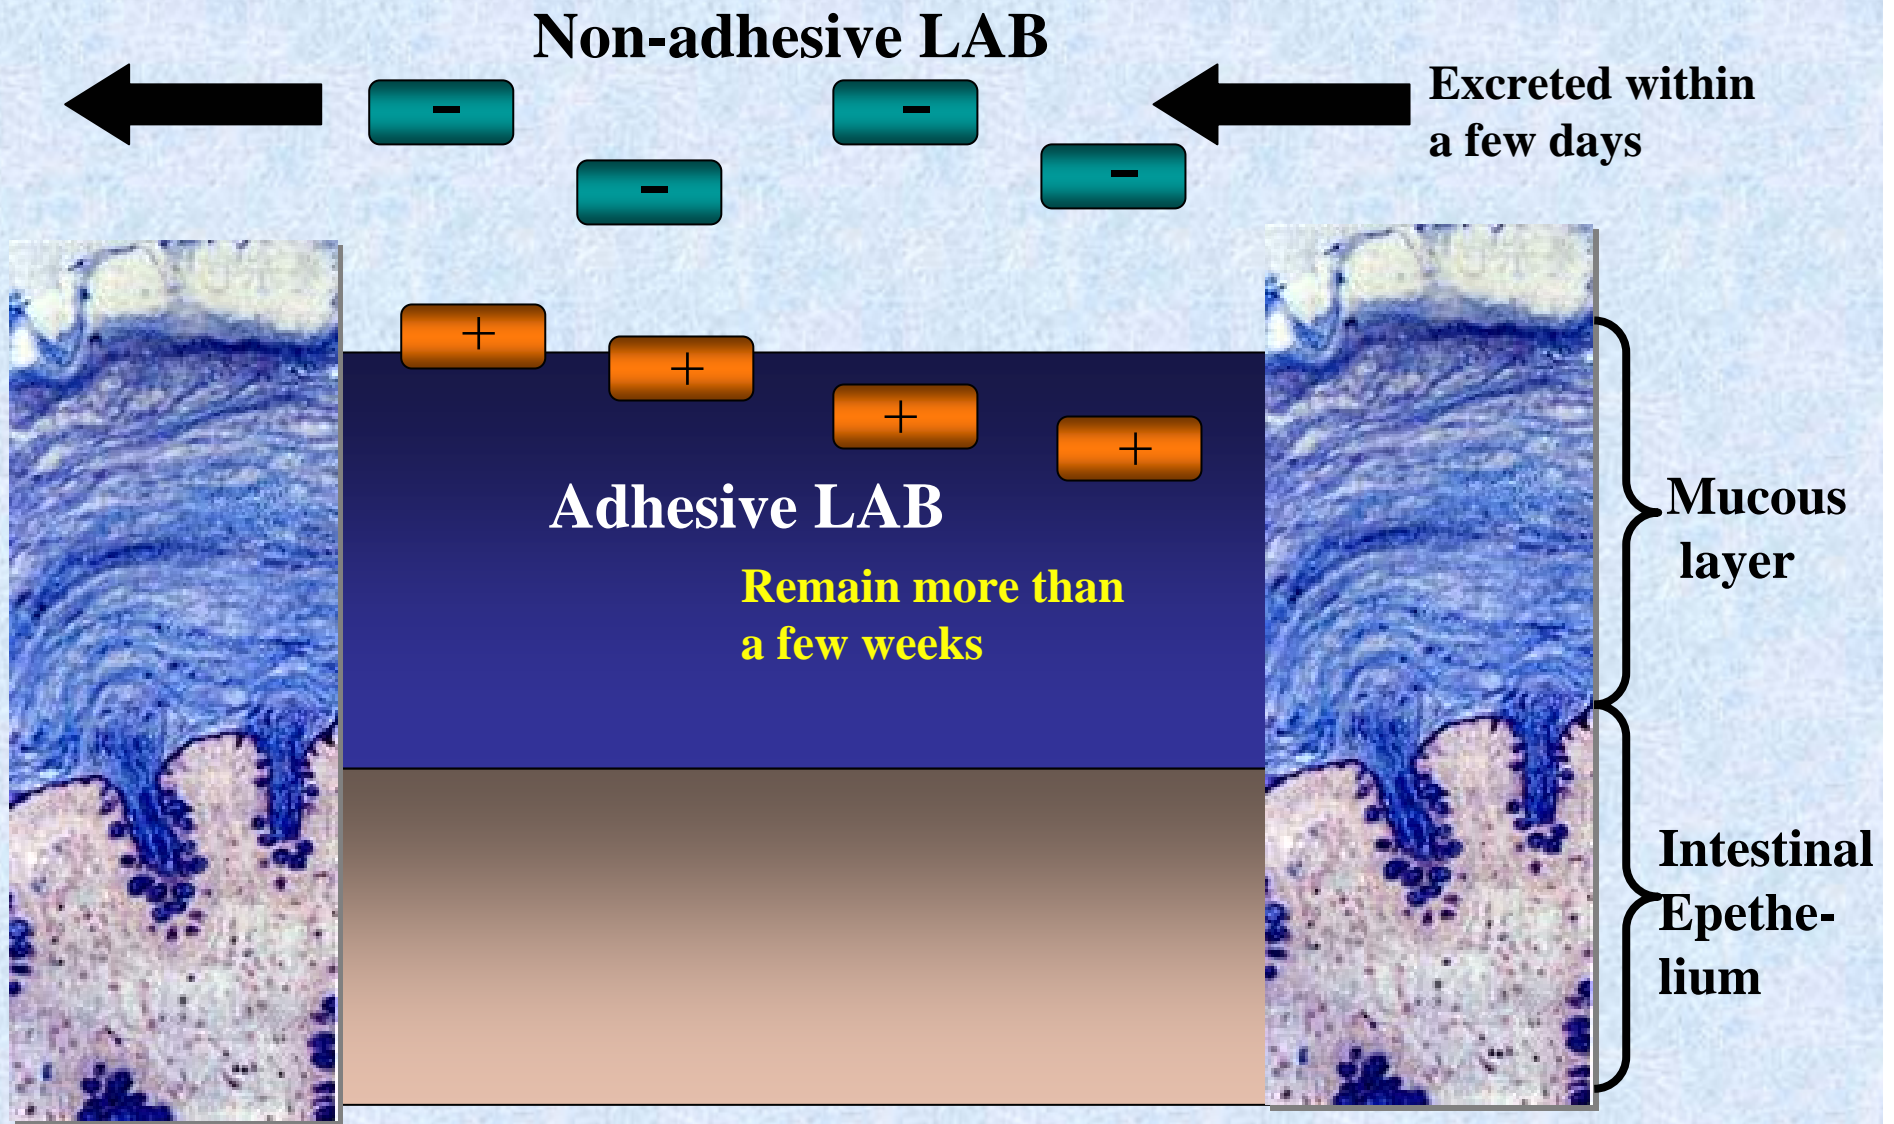 Non-adhesive LAB
Excreted within
a few days
-
-
-
-
+
+
+
+
Adhesive LAB
Remain more than
a few weeks
Mucous
layer
Intestinal
Epethe-
lium